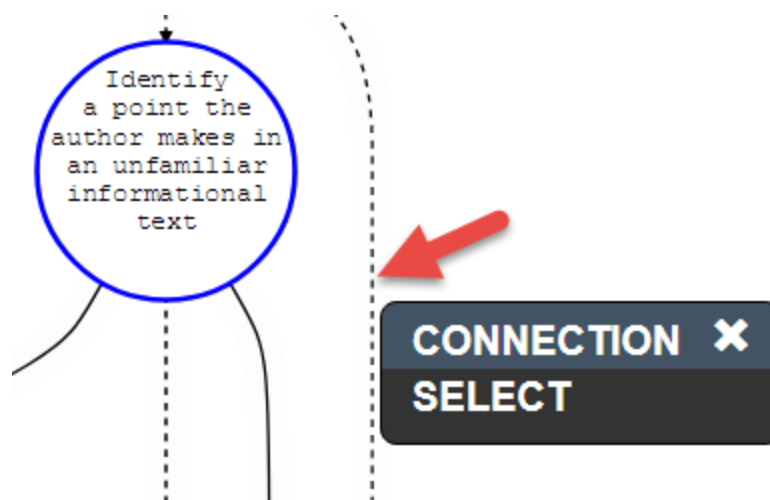 Identify
a point the
author makes in
an unfamiliar
informational
text
CONNECTION
SELECT